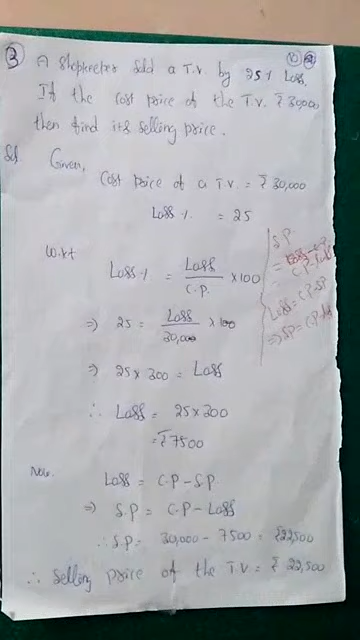 ③ A Shopkeeper Sold a T.V. by 25% Loss,
If the Cost price of the T.V. ₹ 30,000
then find its selling price.
Sol. Given,
Cost price of a T.V. = ₹ 30,000
Loss % = 25
W.k.t
Loss % = Loss/C.P. × 100
⇒ 25 = Loss/30,000 × 100
⇒ 25 × 300 = Loss
∴ Loss = 25 × 300
= ₹ 7500
Now. Loss = C.P - S.P
⇒ S.P = C.P - Loss
∴ S.P = 30,000 - 7500 = ₹22,500
∴ Selling price of the T.V. = ₹ 22,500
S.P.
Loss = C.P - S.P
⇒ SP = C.P - Loss